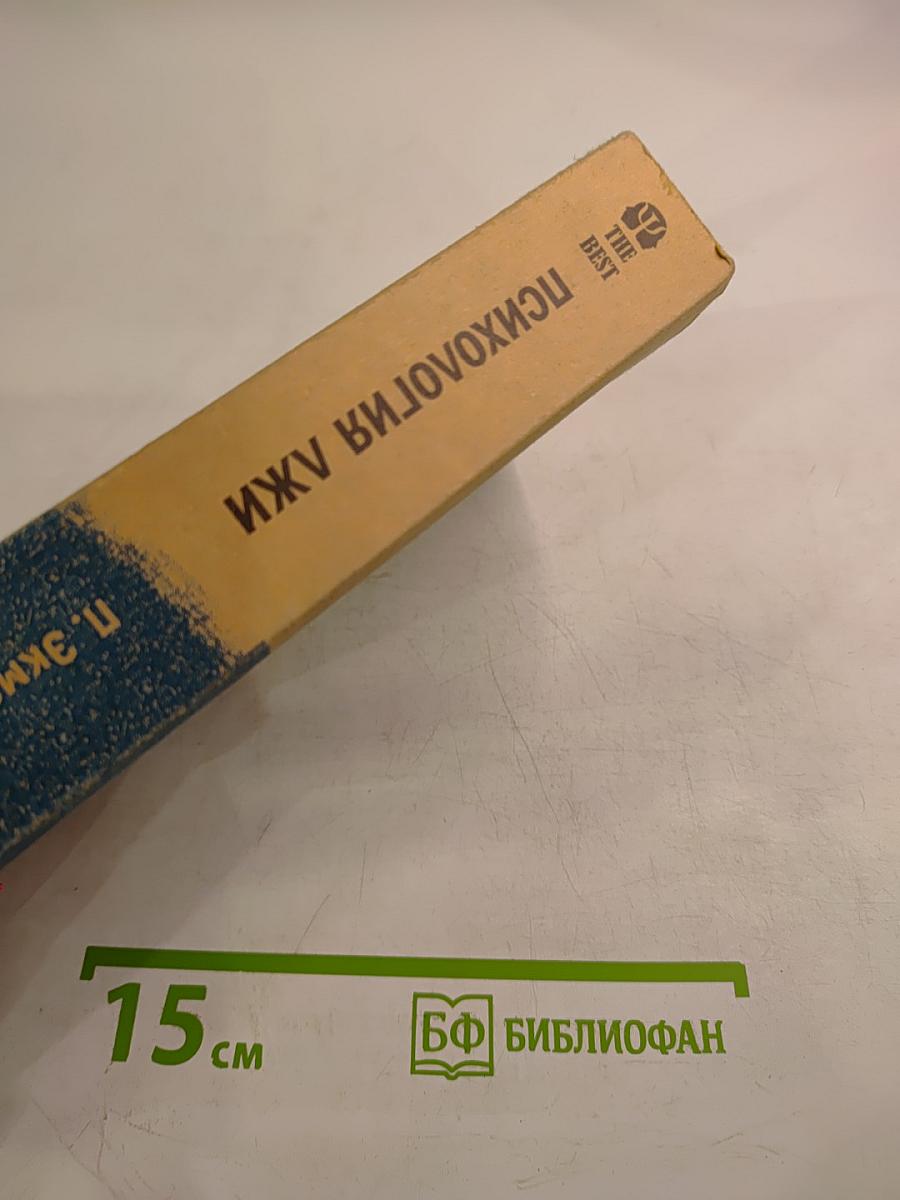 THE
BEST
ПСИХОЛОГИЯ ЛЖИ
П. Экм
15 см
БФ БИБЛИОФАН